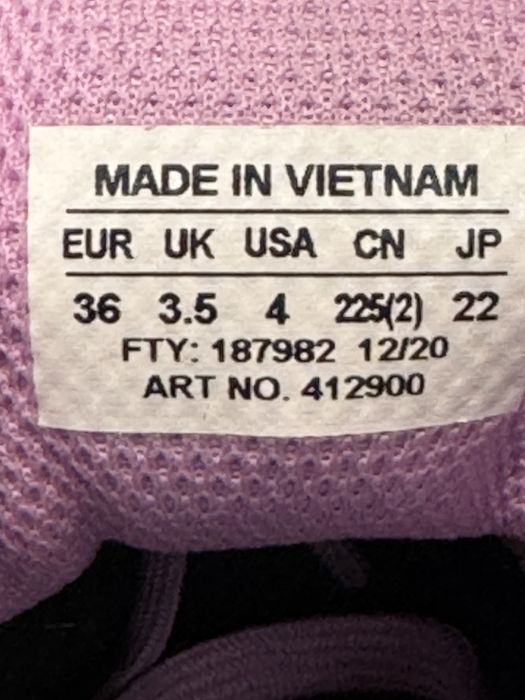 MADE IN VIETNAM
EUR UK USA CN JP
36 3.5 4 225(2) 22
FTY: 187982 12/20
ART NO. 412900